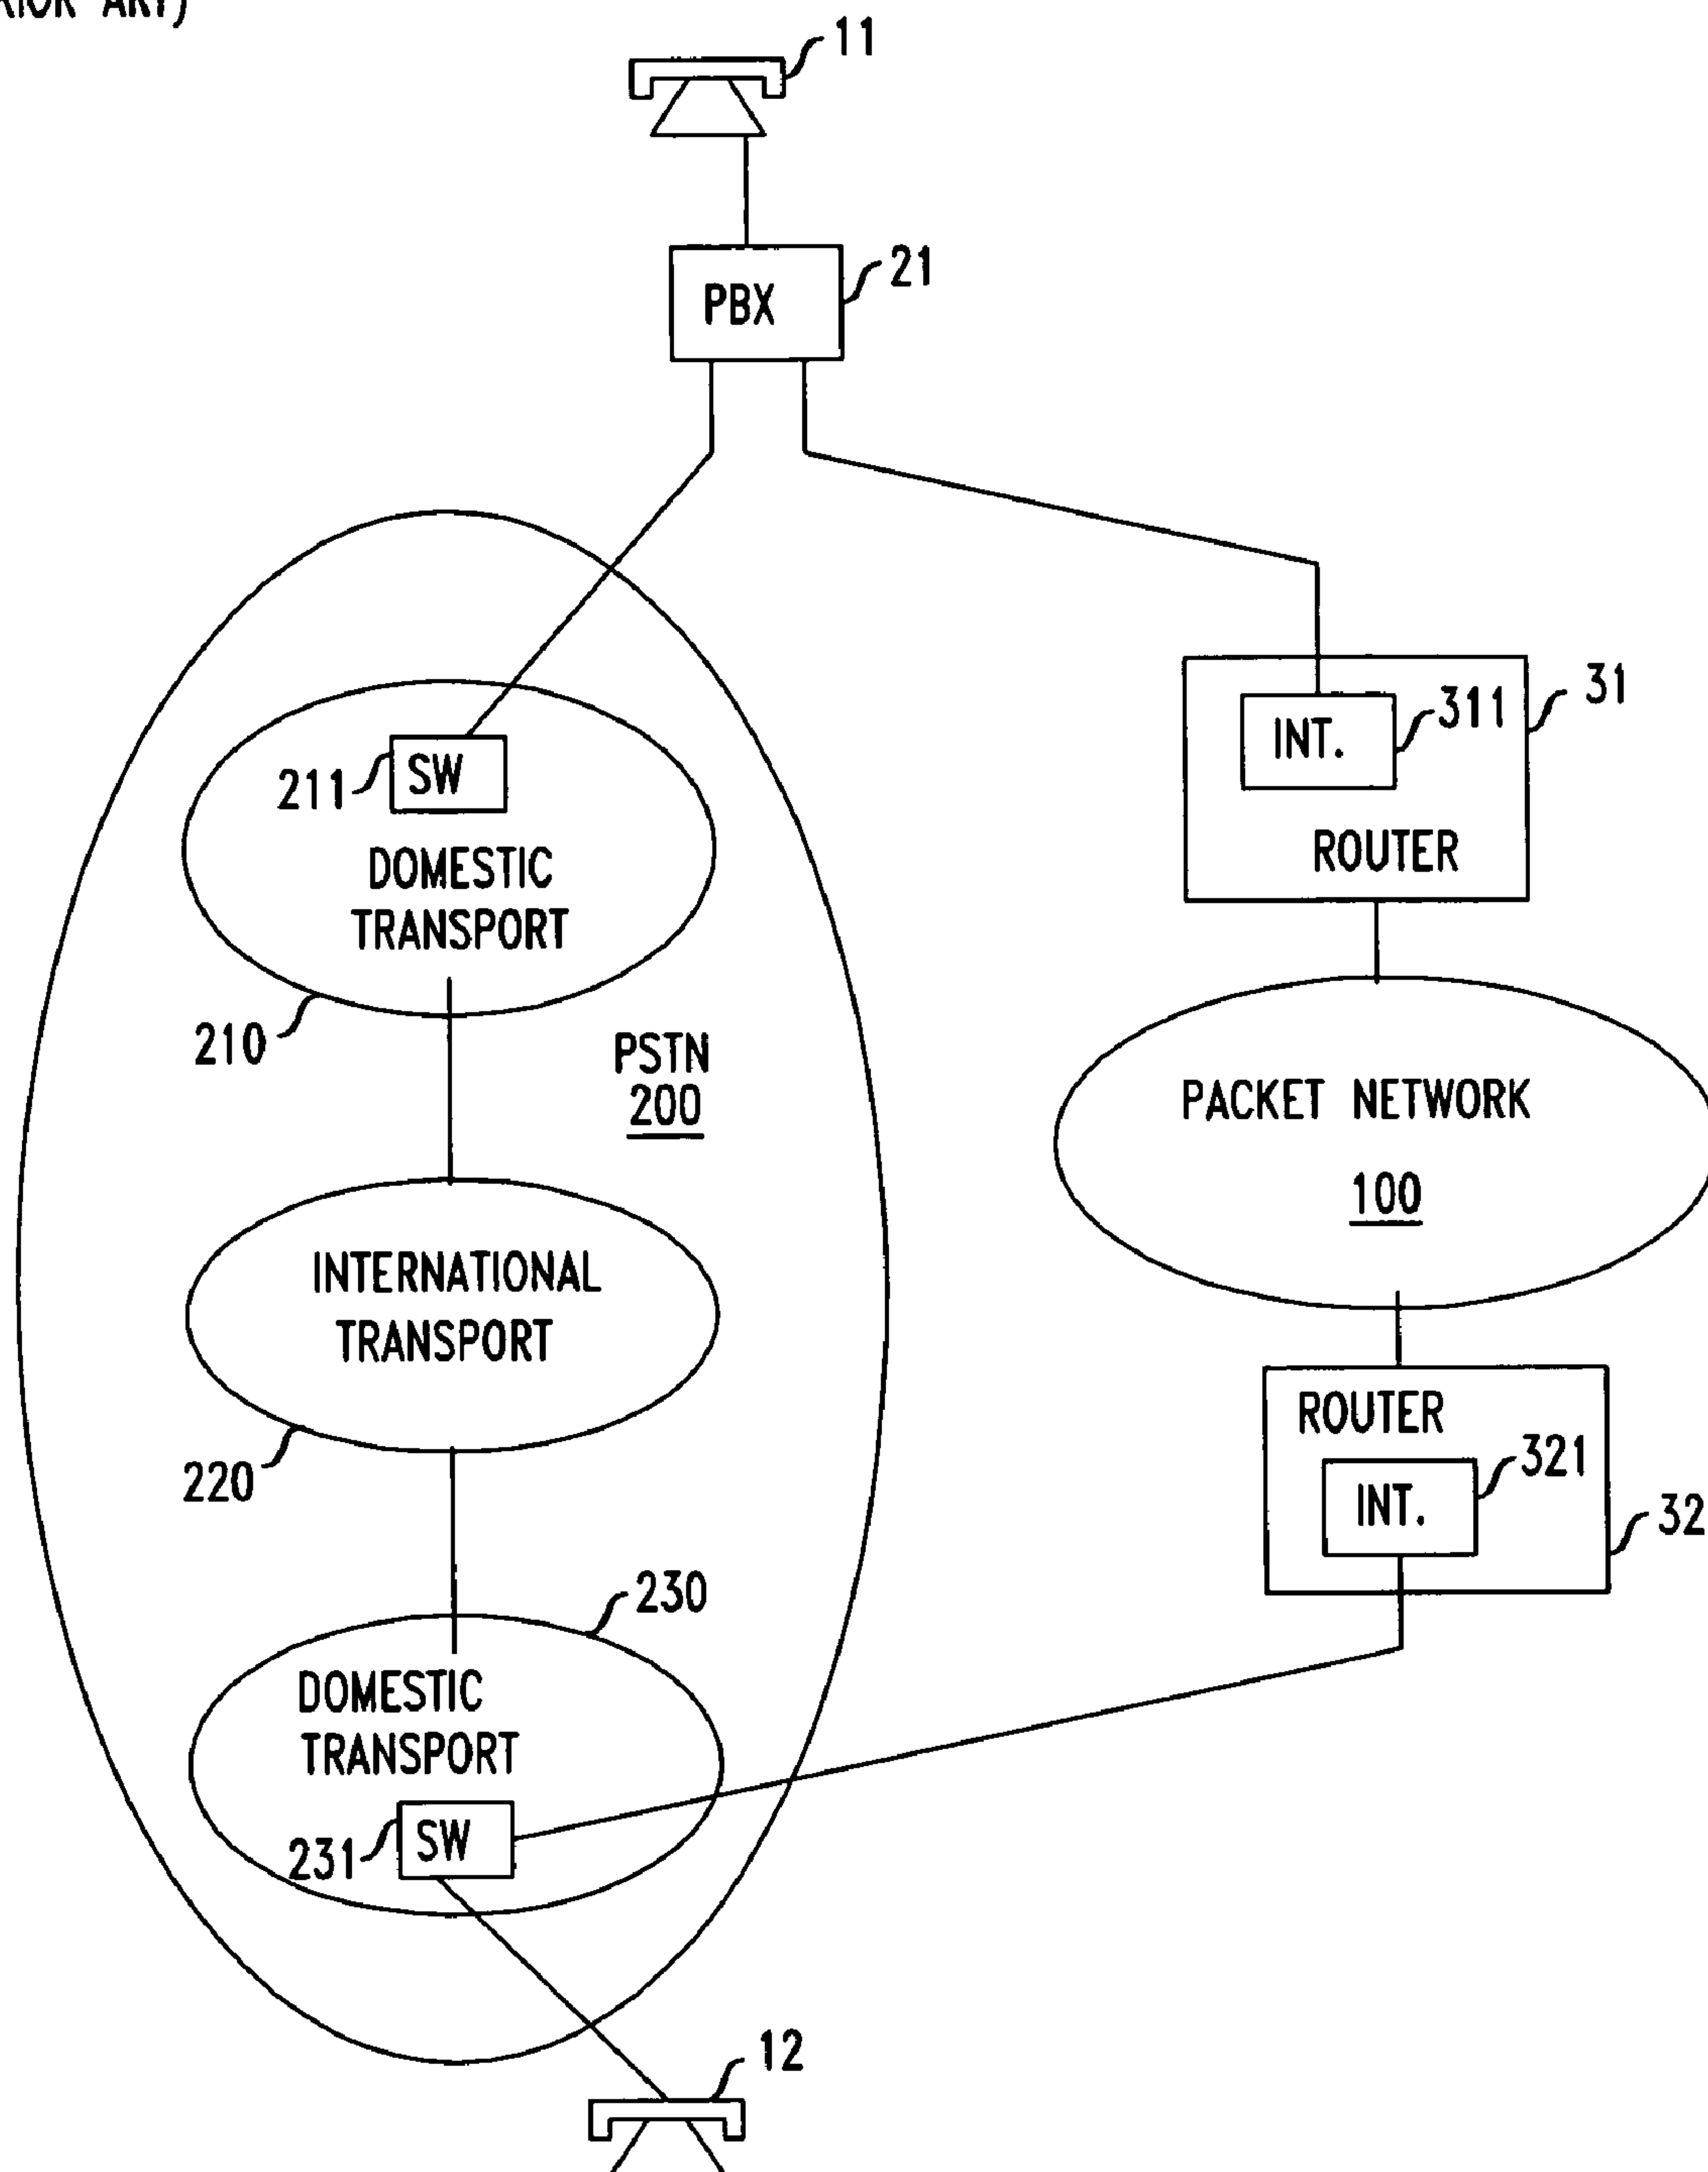 11
21
PBX
31
311
INT.
211
SW
ROUTER
DOMESTIC
TRANSPORT
210
PSTN
200
PACKET NETWORK
100
INTERNATIONAL
TRANSPORT
220
ROUTER
321
INT.
32
230
DOMESTIC
TRANSPORT
231
SW
12